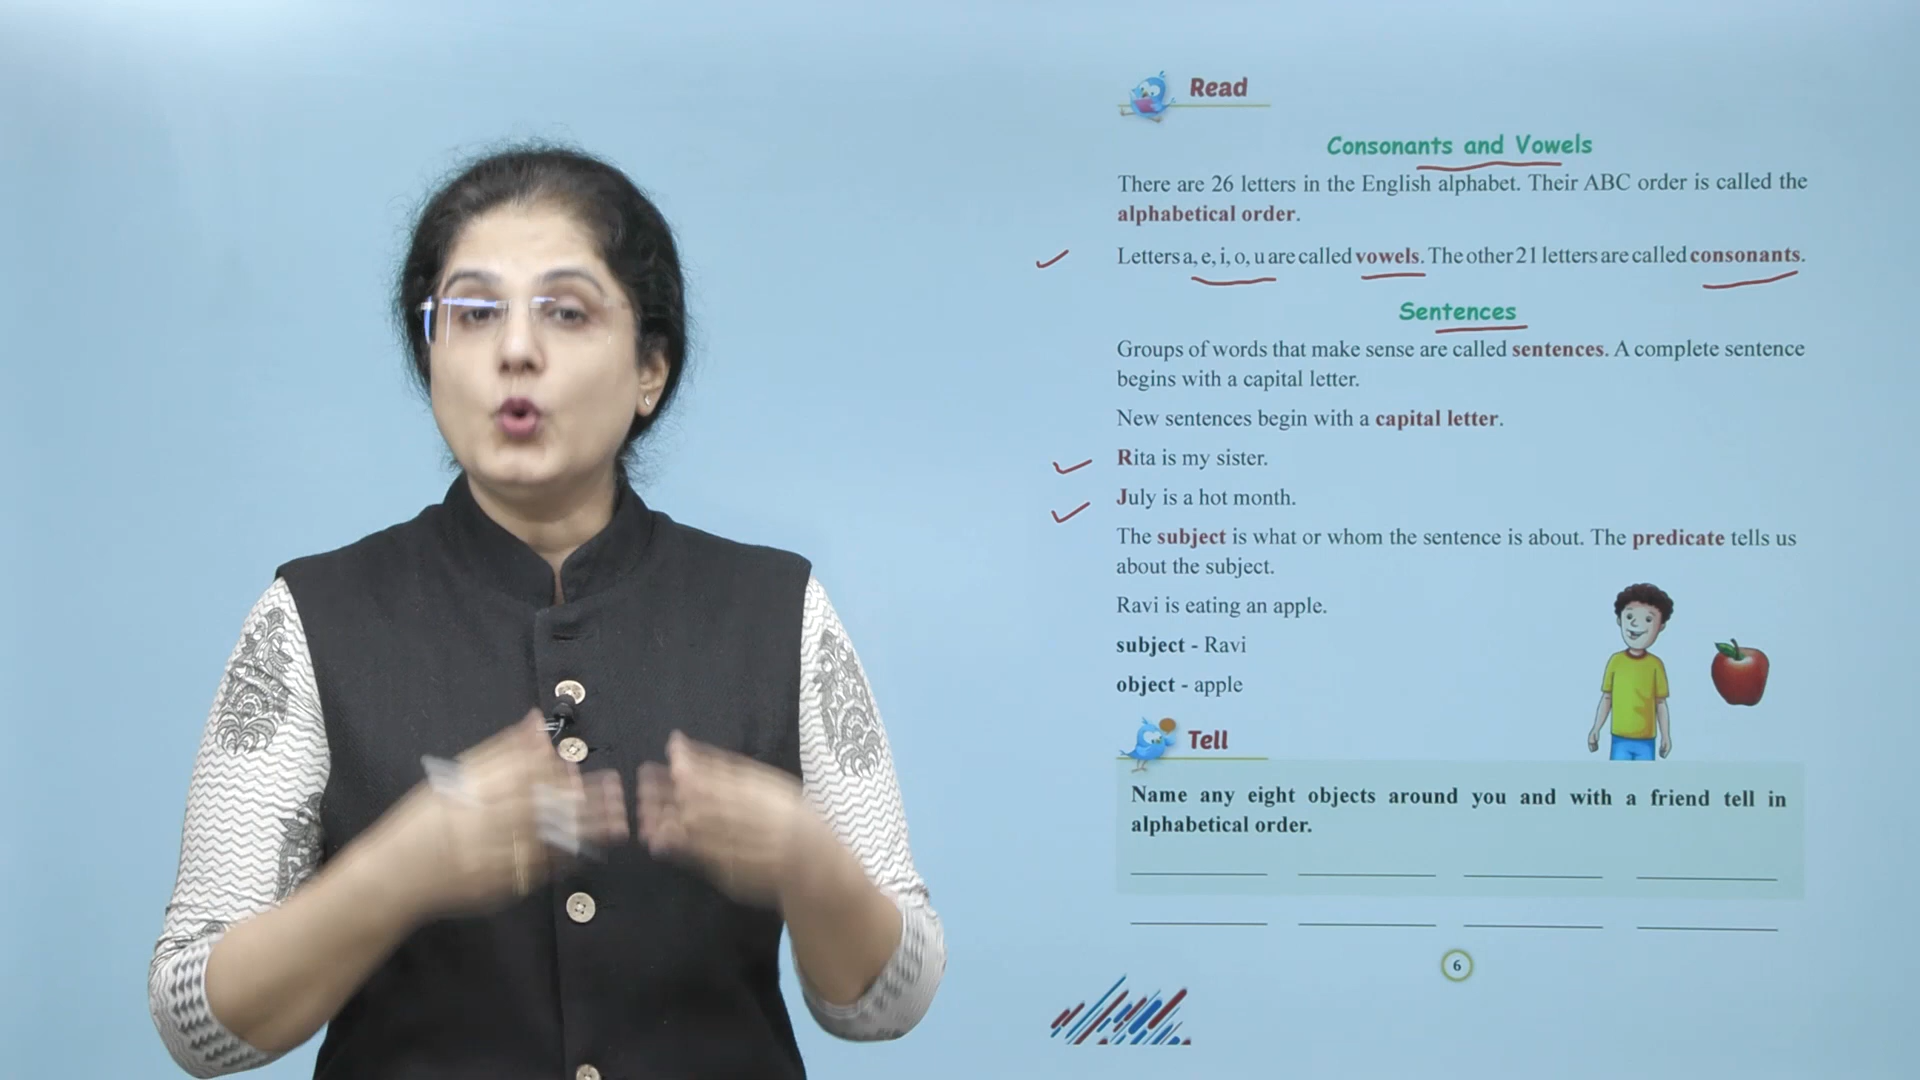 Read
Consonants and Vowels
There are 26 letters in the English alphabet. Their ABC order is called the
alphabetical order.
Letters a, e, i, o, u are called vowels. The other 21 letters are called consonants.
Sentences
Groups of words that make sense are called sentences. A complete sentence
begins with a capital letter.
New sentences begin with a capital letter.
Rita is my sister.
July is a hot month.
The subject is what or whom the sentence is about. The predicate tells us
about the subject.
Ravi is eating an apple.
subject - Ravi
object - apple
Tell
Name any eight objects around you and with a friend tell in
alphabetical order.
6